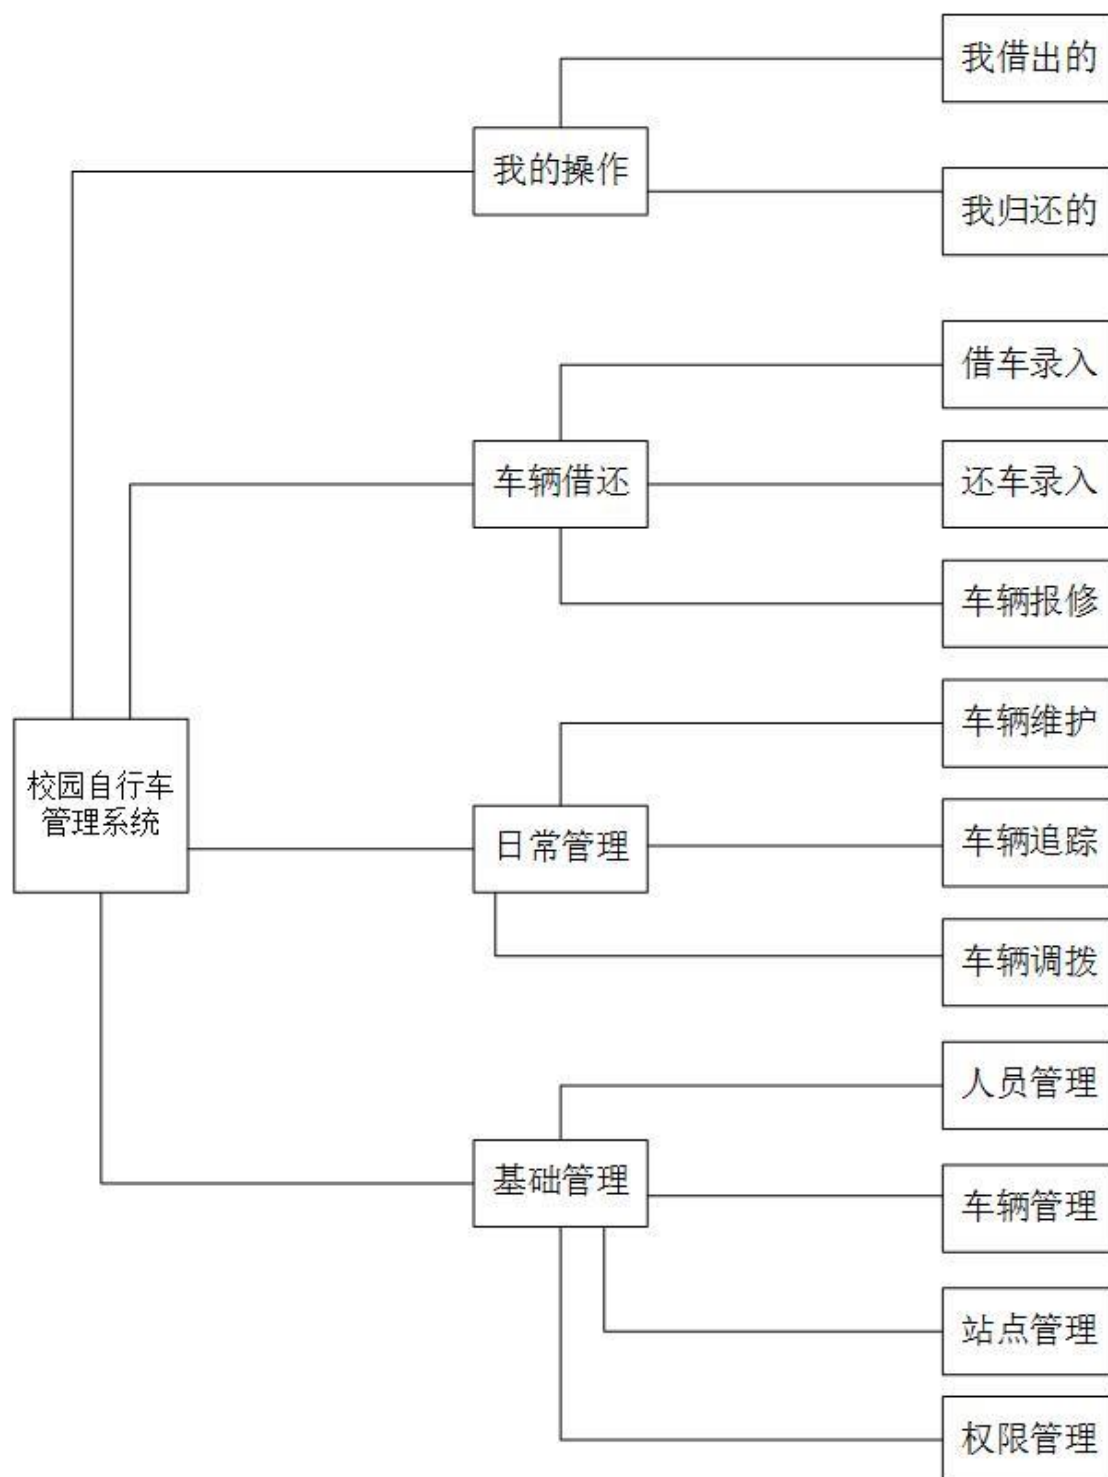 我借出的
我的操作
我归还的
借车录入
车辆借还
还车录入
车辆报修
车辆维护
校园自行车
管理系统
日常管理
车辆追踪
车辆调拨
人员管理
基础管理
车辆管理
站点管理
权限管理